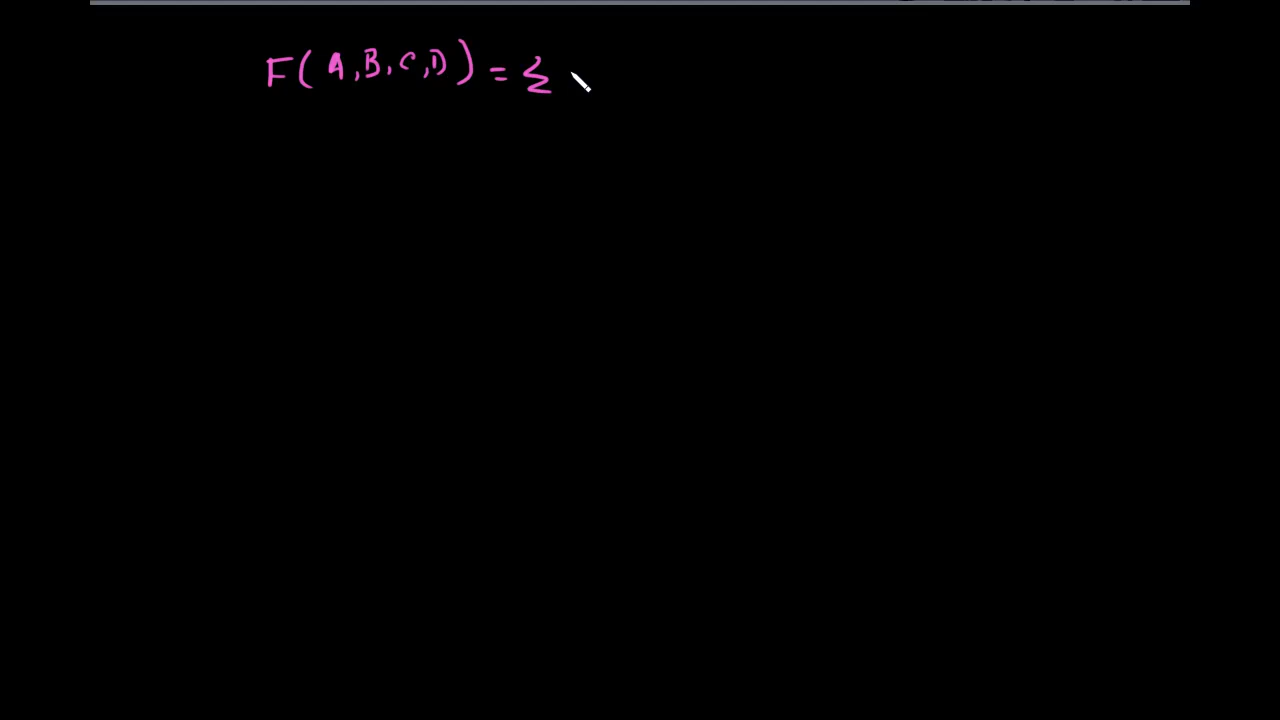 F(A,B,C,D) = Σ